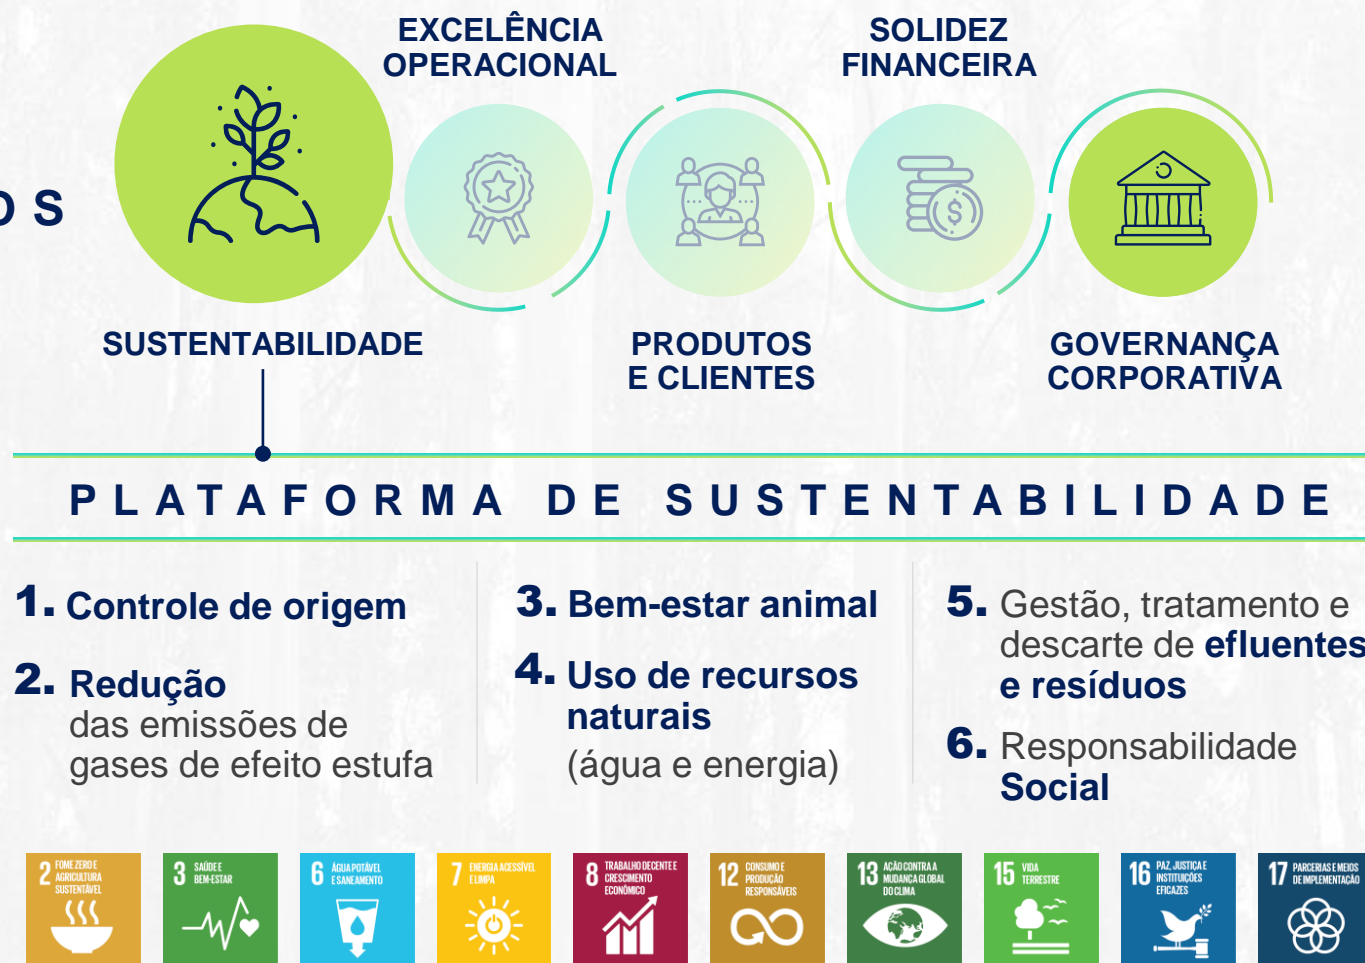 EXCELÊNCIA
OPERACIONAL
SOLIDEZ
FINANCEIRA
OS
SUSTENTABILIDADE
PRODUTOS
E CLIENTES
GOVERNANÇA
CORPORATIVA
PLATAFORMA DE SUSTENTABILIDADE
1. Controle de origem
2. Redução
das emissões de
gases de efeito estufa
3. Bem-estar animal
4. Uso de recursos
naturais
(água e energia)
5. Gestão, tratamento e
descarte de efluentes
e resíduos
6. Responsabilidade
Social
2 FOME ZERO E
AGRICULTURA
SUSTENTÁVEL
3 SAÚDE E
BEM-ESTAR
6 ÁGUA POTÁVEL
E SANEAMENTO
7 ENERGIA ACESSÍVEL
E LIMPA
8 TRABALHO DECENTE E
CRESCIMENTO
ECONÔMICO
12 CONSUMO E
PRODUÇÃO
RESPONSÁVEIS
13 AÇÃO CONTRA A
MUDANÇA GLOBAL
DO CLIMA
15 VIDA
TERRESTRE
16 PAZ, JUSTIÇA E
INSTITUIÇÕES
EFICAZES
17 PARCERIAS E MEIOS
DE IMPLEMENTAÇÃO